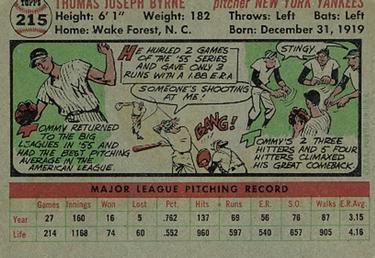 TOPPS
215
THOMAS JOSEPH BYRNE
pitcher NEW YORK YANKEES
Height: 6' 1" Weight: 182 Throws: Left Bats: Left
Home: Wake Forest, N. C. Born: December 31, 1919
HE HURLED 2 GAMES
OF THE '55 SERIES
AND GAVE ONLY 3
RUNS WITH A 1.88 E.R.A
SOMEONE'S SHOOTING
AT ME!
BANG!
STINGY
TOMMY RETURNED
TO THE BIG
LEAGUES IN '55 AND
HAD THE BEST PITCHING
AVERAGE IN THE
AMERICAN LEAGUE.
TOMMY'S 2 THREE
HITTERS AND 5 FOUR
HITTERS CLIMAXED
HIS GREAT COMEBACK.
MAJOR LEAGUE PITCHING RECORD
Games Innings Won Lost Pct. Hits Runs E.R. S.O. Walks E.R.Avg.
Year 27 160 16 5 .762 137 69 56 76 87 3.15
Life 214 1168 74 60 .552 960 597 540 657 905 4.16